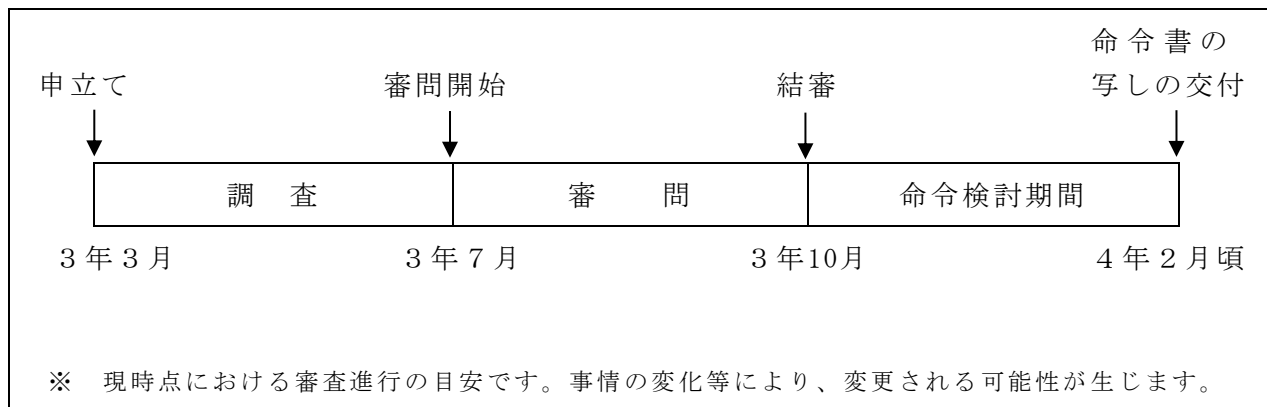 命令書の
申立て　審問開始　結審　写しの交付
調　査　審　　問　命令検討期間
３年３月　３年７月　３年10月　４年２月頃
※　現時点における審査進行の目安です。事情の変化等により、変更される可能性が生じます。